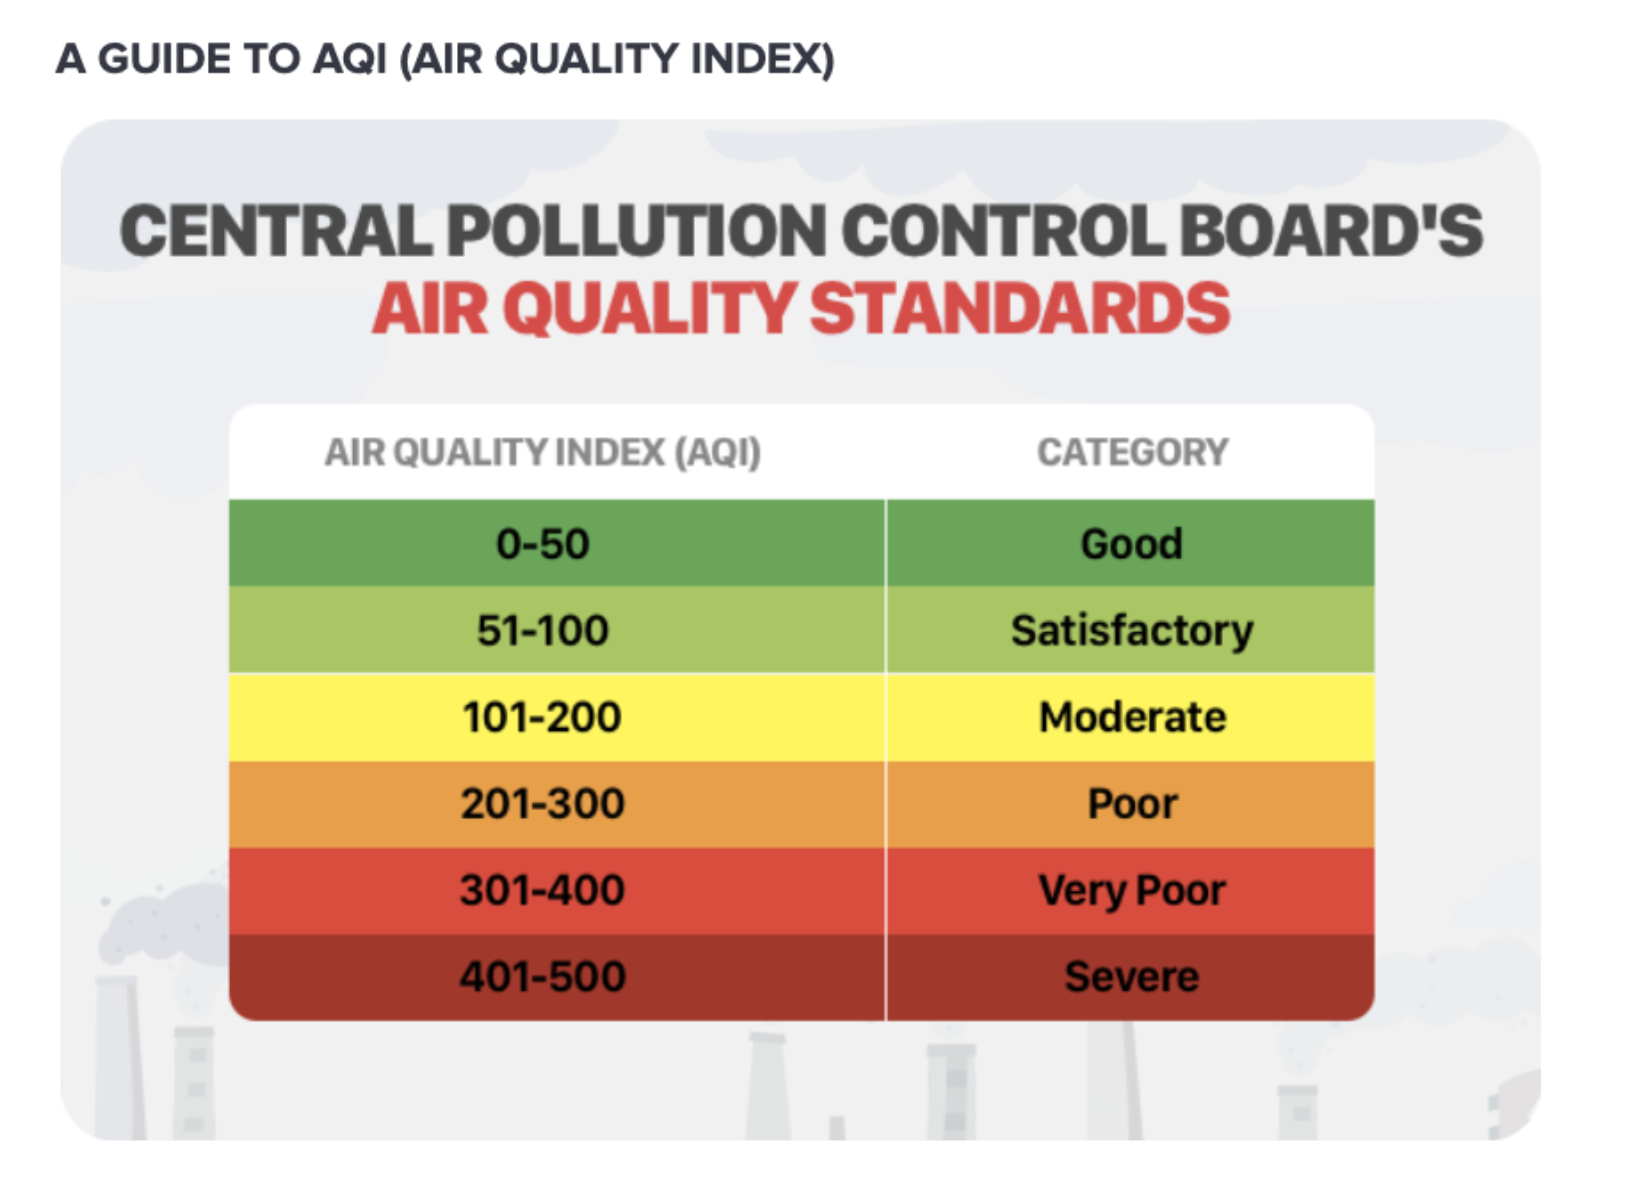 A GUIDE TO AQI (AIR QUALITY INDEX)
CENTRAL POLLUTION CONTROL BOARD'S
AIR QUALITY STANDARDS
AIR QUALITY INDEX (AQI) CATEGORY
0-50 Good
51-100 Satisfactory
101-200 Moderate
201-300 Poor
301-400 Very Poor
401-500 Severe